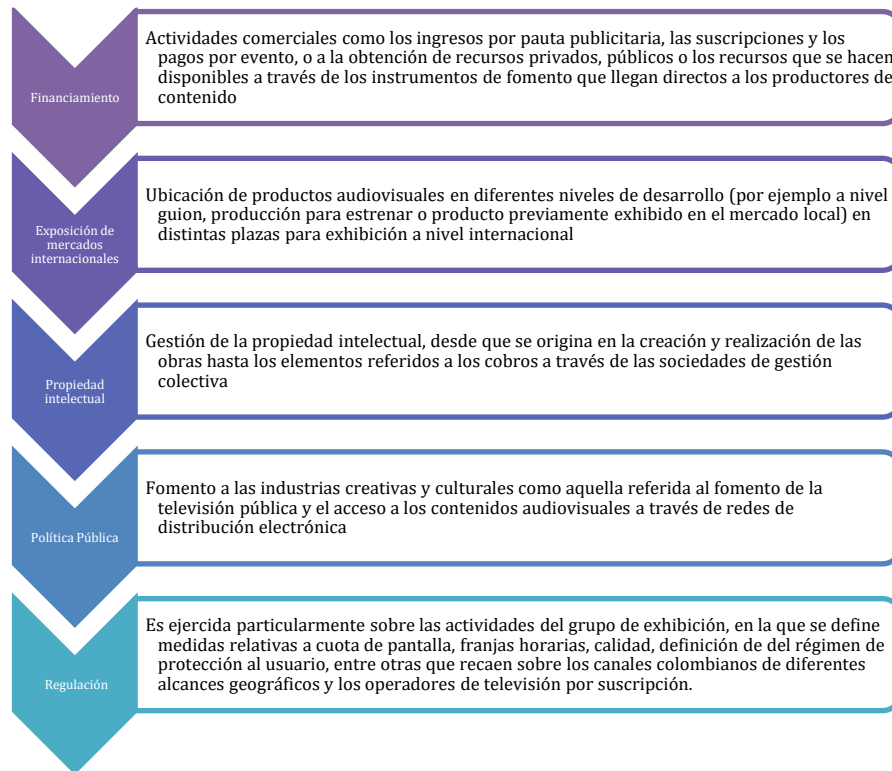 Financiamiento
Actividades comerciales como los ingresos por pauta publicitaria, las suscripciones y los
pagos por evento, o a la obtención de recursos privados, públicos o los recursos que se hacen
disponibles a través de los instrumentos de fomento que llegan directos a los productores de
contenido
Exposición de
mercados
internacionales
Ubicación de productos audiovisuales en diferentes niveles de desarrollo (por ejemplo a nivel
guion, producción para estrenar o producto previamente exhibido en el mercado local) en
distintas plazas para exhibición a nivel internacional
Propiedad
intelectual
Gestión de la propiedad intelectual, desde que se origina en la creación y realización de las
obras hasta los elementos referidos a los cobros a través de las sociedades de gestión
colectiva
Política Pública
Fomento a las industrias creativas y culturales como aquella referida al fomento de la
televisión pública y el acceso a los contenidos audiovisuales a través de redes de
distribución electrónica
Regulación
Es ejercida particularmente sobre las actividades del grupo de exhibición, en la que se define
medidas relativas a cuota de pantalla, franjas horarias, calidad, definición de del régimen de
protección al usuario, entre otras que recaen sobre los canales colombianos de diferentes
alcances geográficos y los operadores de televisión por suscripción.